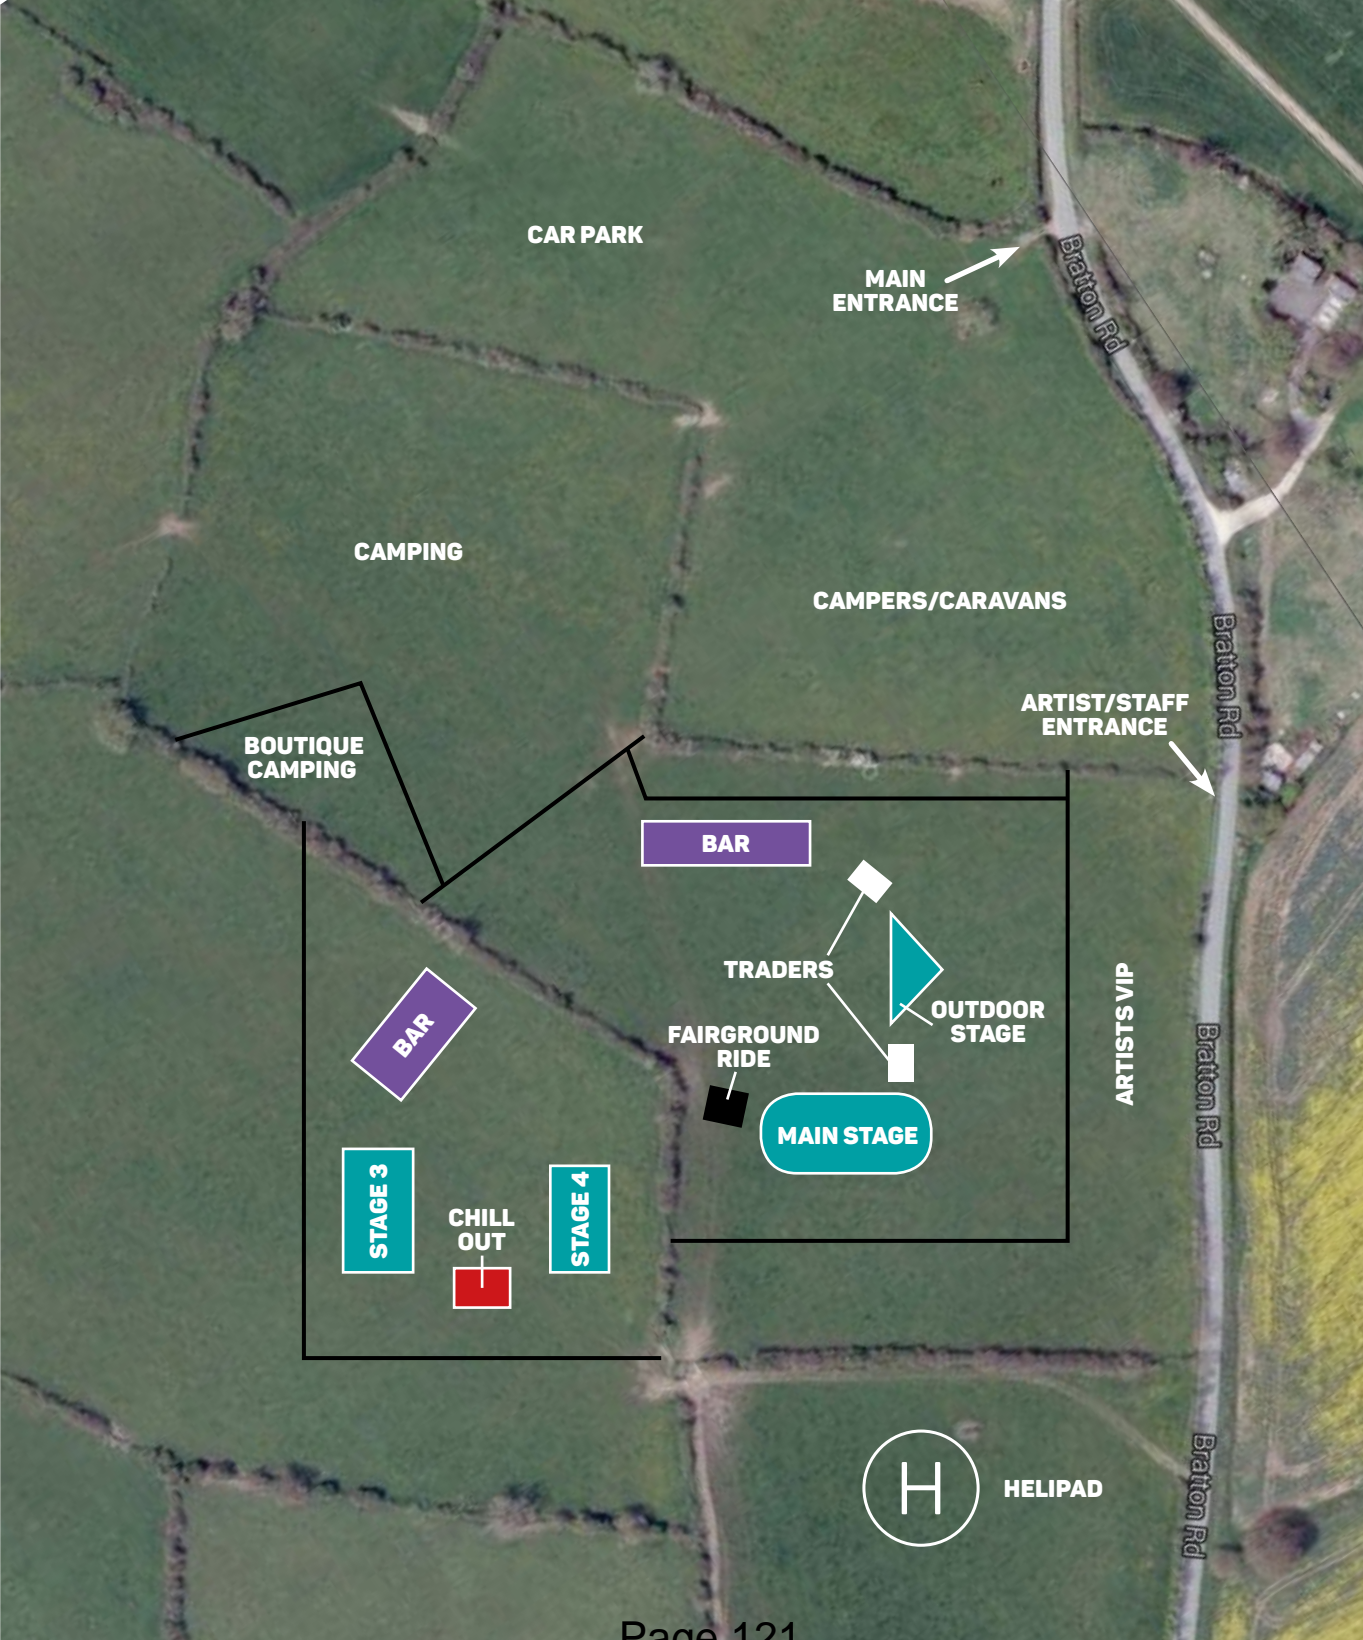 CAR PARK
MAIN
ENTRANCE
Bratton Rd
CAMPING
CAMPERS/CARAVANS
Bratton Rd
ARTIST/STAFF
ENTRANCE
BOUTIQUE
CAMPING
BAR
TRADERS
OUTDOOR
STAGE
ARTISTS VIP
BAR
FAIRGROUND
RIDE
Bratton Rd
MAIN STAGE
STAGE 3
CHILL
OUT
STAGE 4
H
HELIPAD
Bratton Rd
Page 121